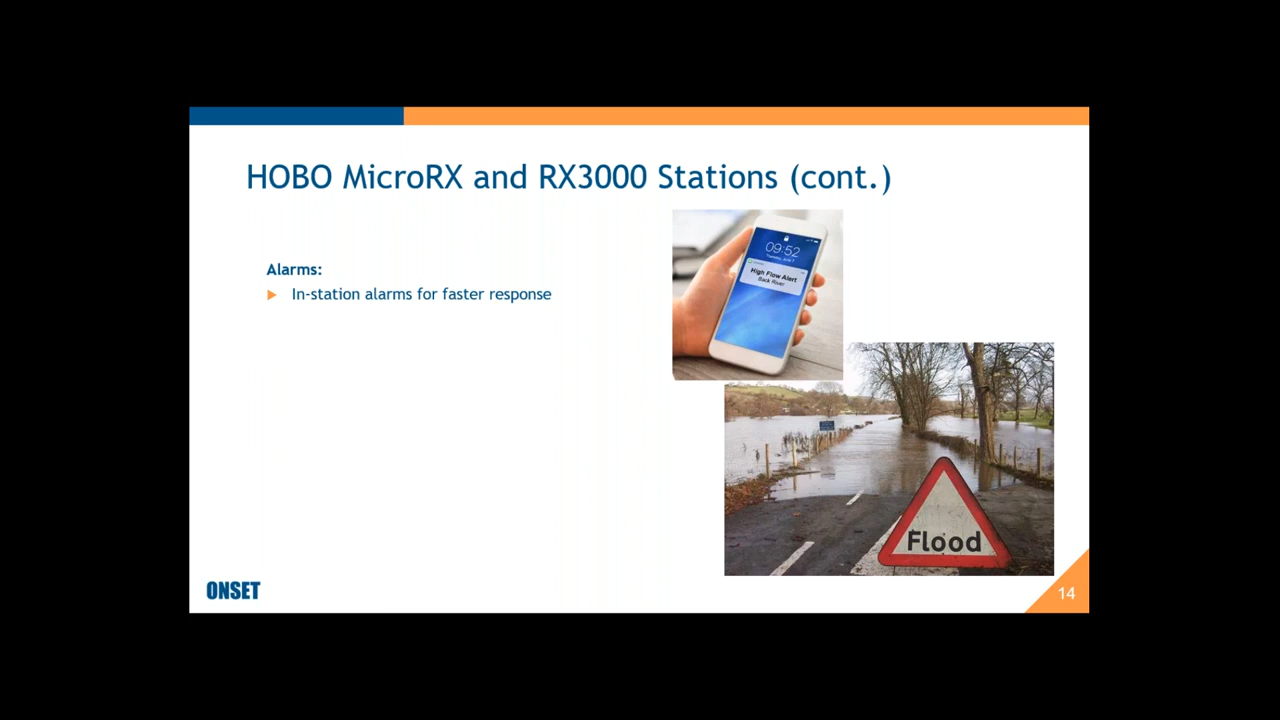 HOBO MicroRX and RX3000 Stations (cont.)
Alarms:
In-station alarms for faster response
09:52
High Flow Alert
Back River
Flood
ONSET
14